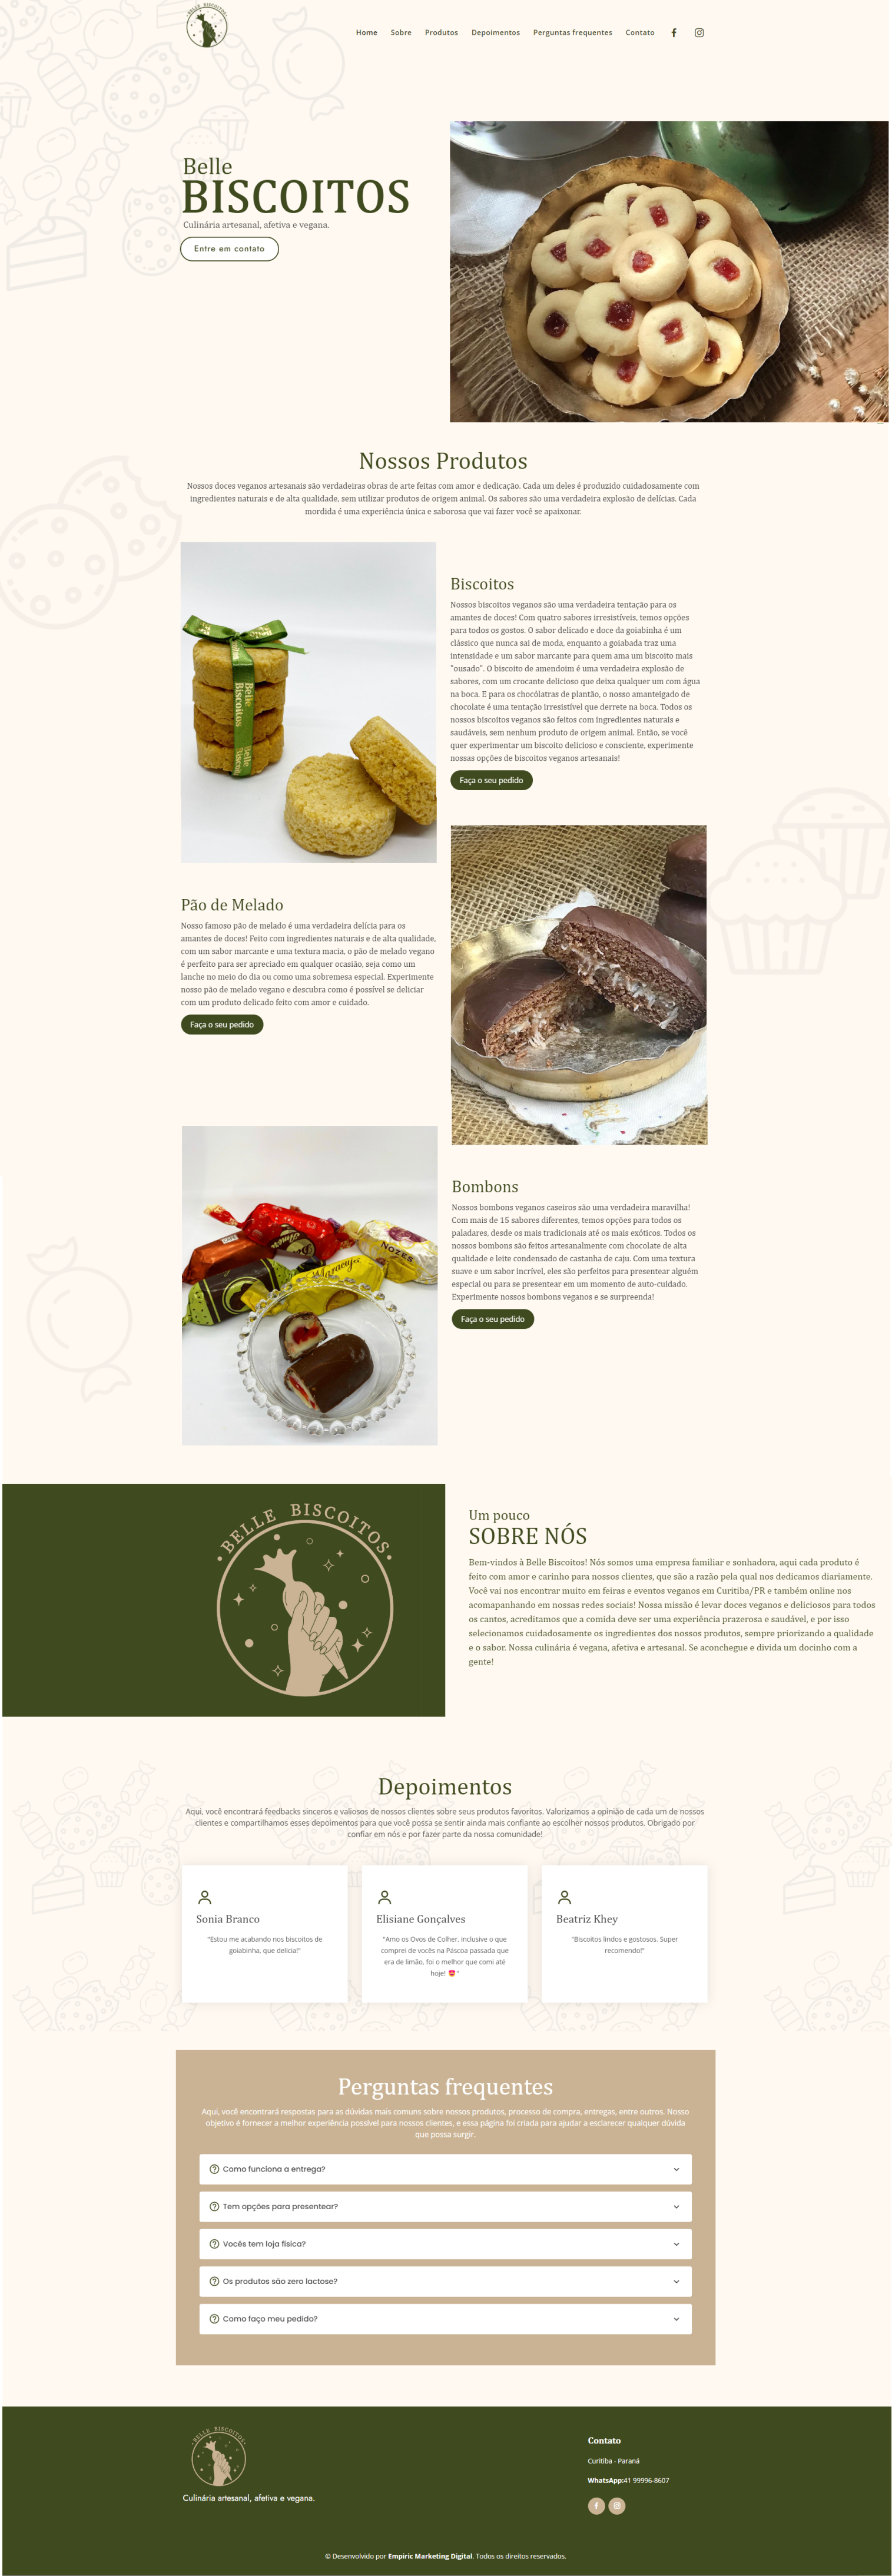 BELLE BISCOITOS
Home Sobre Produtos Depoimentos Perguntas frequentes Contato
Belle
BISCOITOS
Culinária artesanal, afetiva e vegana.
Entre em contato
Nossos Produtos
Nossos doces veganos artesanais são verdadeiras obras de arte feitas com amor e dedicação. Cada um deles é produzido cuidadosamente com
ingredientes naturais e de alta qualidade, sem utilizar produtos de origem animal. Os sabores são uma verdadeira explosão de delícias. Cada
mordida é uma experiência única e saborosa que vai fazer você se apaixonar.
Belle
Biscoitos
Belle
Biscoitos
Nossos biscoitos veganos são uma verdadeira tentação para os
amantes de doces! Com quatro sabores irresistíveis, temos opções
para todos os gostos. O sabor delicado e doce da goiabinha é um
clássico que nunca sai de moda, enquanto a goiabada traz uma
intensidade e um sabor marcante para quem ama um biscoito mais
"ousado". O biscoito de amendoim é uma verdadeira explosão de
sabores, com um crocante delicioso que deixa qualquer um com água
na boca. E para os chocólatras de plantão, o nosso amanteigado de
chocolate é uma tentação irresistível que derrete na boca. Todos os
nossos biscoitos veganos são feitos com ingredientes naturais e
saudáveis, sem nenhum produto de origem animal. Então, se você
quer experimentar um biscoito delicioso e consciente, experimente
nossas opções de biscoitos veganos artesanais!
Faça o seu pedido
Pão de Melado
Nosso famoso pão de melado é uma verdadeira delícia para os
amantes de doces! Feito com ingredientes naturais e de alta qualidade,
com um sabor marcante e uma textura macia, o pão de melado vegano
é perfeito para ser apreciado em qualquer ocasião, seja como um
lanche no meio do dia ou como uma sobremesa especial. Experimente
nosso pão de melado vegano e descubra como é possível se deliciar
com um produto delicado feito com amor e cuidado.
Faça o seu pedido
NOZES
Maracujá
Bombons
Nossos bombons veganos caseiros são uma verdadeira maravilha!
Com mais de 15 sabores diferentes, temos opções para todos os
paladares, desde os mais tradicionais até os mais exóticos. Todos os
nossos bombons são feitos artesanalmente com chocolate de alta
qualidade e leite condensado de castanha de caju. Com uma textura
suave e um sabor incrível, eles são perfeitos para presentear alguém
especial ou para se presentear em um momento de auto-cuidado.
Experimente nossos bombons veganos e se surpreenda!
Faça o seu pedido
BELLE BISCOITOS
Um pouco
SOBRE NÓS
Bem-vindos à Belle Biscoitos! Nós somos uma empresa familiar e sonhadora, aqui cada produto é
feito com amor e carinho para nossos clientes, que são a razão pela qual nos dedicamos diariamente.
Você vai nos encontrar muito em feiras e eventos veganos em Curitiba/PR e também online nos
acomapanhando em nossas redes sociais! Nossa missão é levar doces veganos e deliciosos para todos
os cantos, acreditamos que a comida deve ser uma experiência prazerosa e saudável, e por isso
selecionamos cuidadosamente os ingredientes dos nossos produtos, sempre priorizando a qualidade
e o sabor. Nossa culinária é vegana, afetiva e artesanal. Se aconchegue e divida um docinho com a
gente!
Depoimentos
Aqui, você encontrará feedbacks sinceros e valiosos de nossos clientes sobre seus produtos favoritos. Valorizamos a opinião de cada um de nossos
clientes e compartilhamos esses depoimentos para que você possa se sentir ainda mais confiante ao escolher nossos produtos. Obrigado por
confiar em nós e por fazer parte da nossa comunidade!
Sonia Branco
"Estou me acabando nos biscoitos de
goiabinha, que delícia!"
Elisiane Gonçalves
"Amo os Ovos de Colher, inclusive o que
comprei de vocês na Páscoa passada que
era de limão, foi o melhor que comi até
hoje! 😍"
Beatriz Khey
"Biscoitos lindos e gostosos. Super
recomendo!"
Perguntas frequentes
Aqui, você encontrará respostas para as dúvidas mais comuns sobre nossos produtos, processo de compra, entregas, entre outros. Nosso
objetivo é fornecer a melhor experiência possível para nossos clientes, e essa página foi criada para ajudar a esclarecer qualquer dúvida
que possa surgir.
Como funciona a entrega?
Tem opções para presentear?
Vocês tem loja física?
Os produtos são zero lactose?
Como faço meu pedido?
BELLE BISCOITOS
Culinária artesanal, afetiva e vegana.
Contato
Curitiba - Paraná
WhatsApp:41 99996-8607
© Desenvolvido por Empiric Marketing Digital. Todos os direitos reservados.